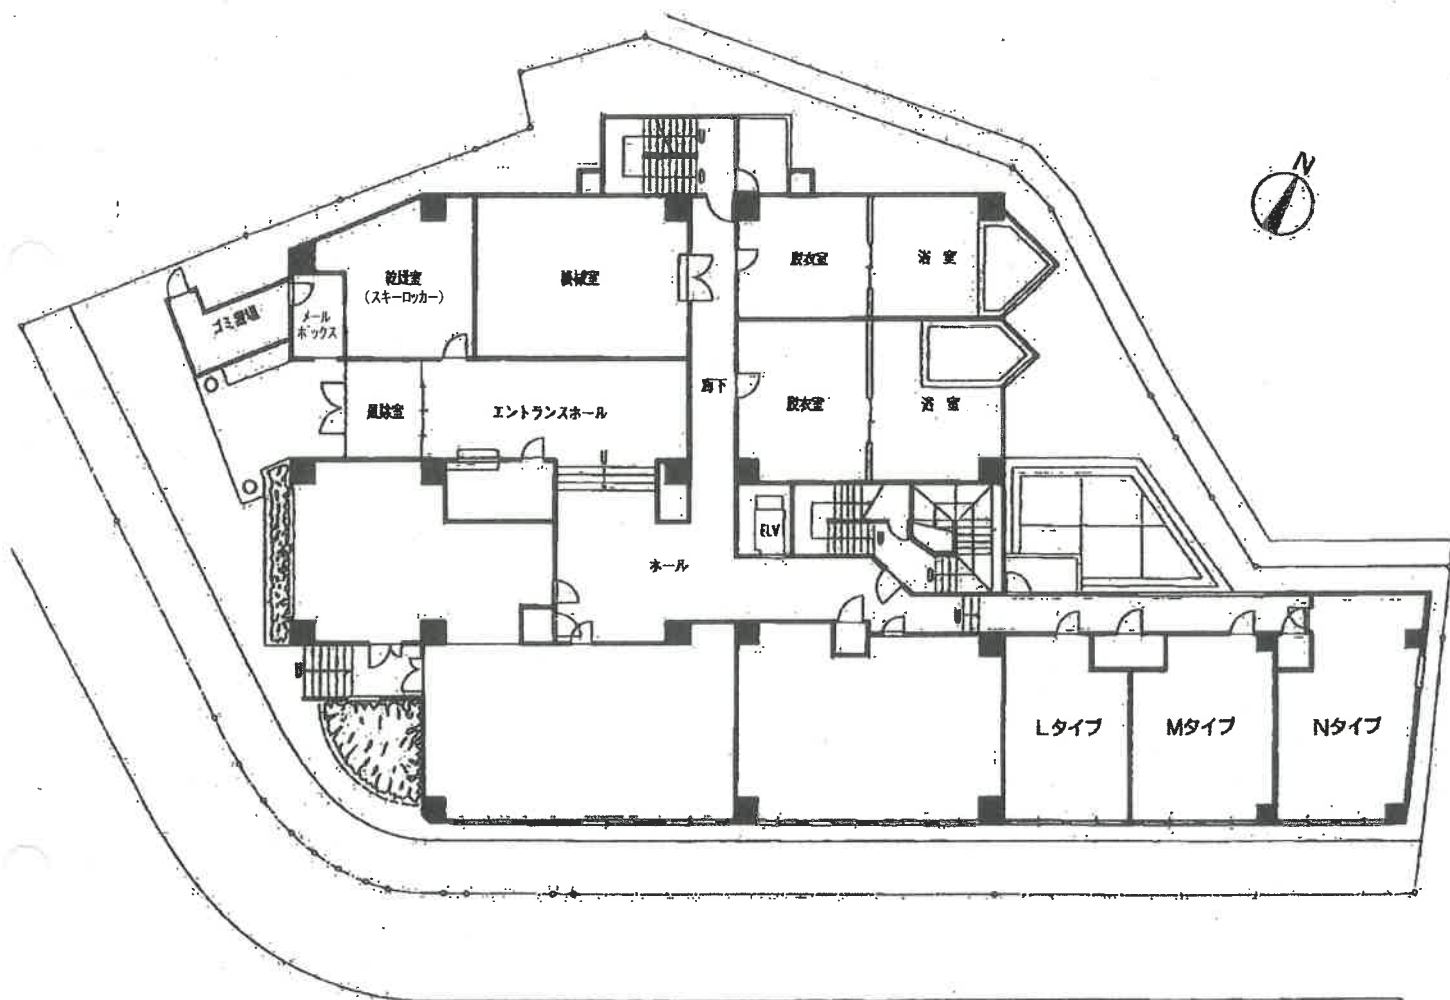 N
乾燥室
(スキーロッカー)
機械室
脱衣室
浴室
ゴミ置場
メール
ボックス
風除室
エントランスホール
廊下
脱衣室
浴室
U
ELV
ホール
Lタイプ
Mタイプ
Nタイプ